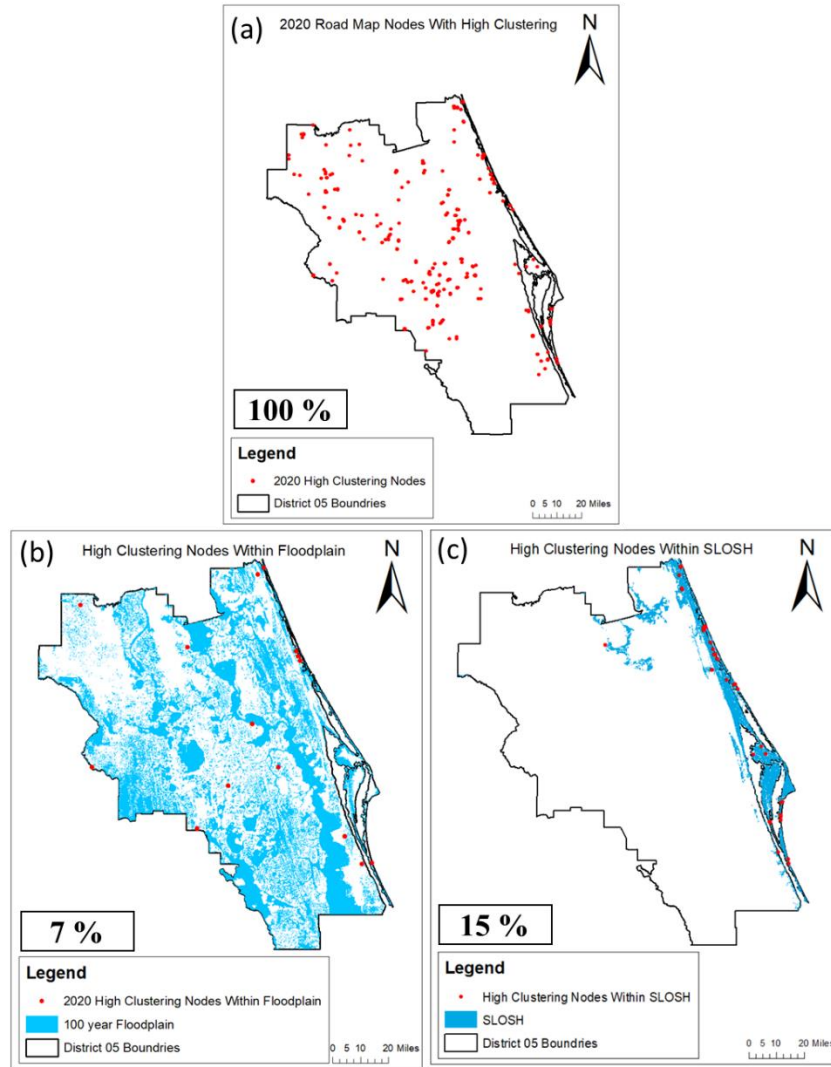 (a)
2020 Road Map Nodes With High Clustering
N
100 %
Legend
2020 High Clustering Nodes
District 05 Boundries
0 5 10 20 Miles
(b)
High Clustering Nodes Within Floodplain
N
7 %
Legend
2020 High Clustering Nodes Within Floodplain
100 year Floodplain
District 05 Boundries
0 5 10 20 Miles
(c)
High Clustering Nodes Within SLOSH
N
15 %
Legend
High Clustering Nodes Within SLOSH
SLOSH
District 05 Boundries
0 5 10 20 Miles